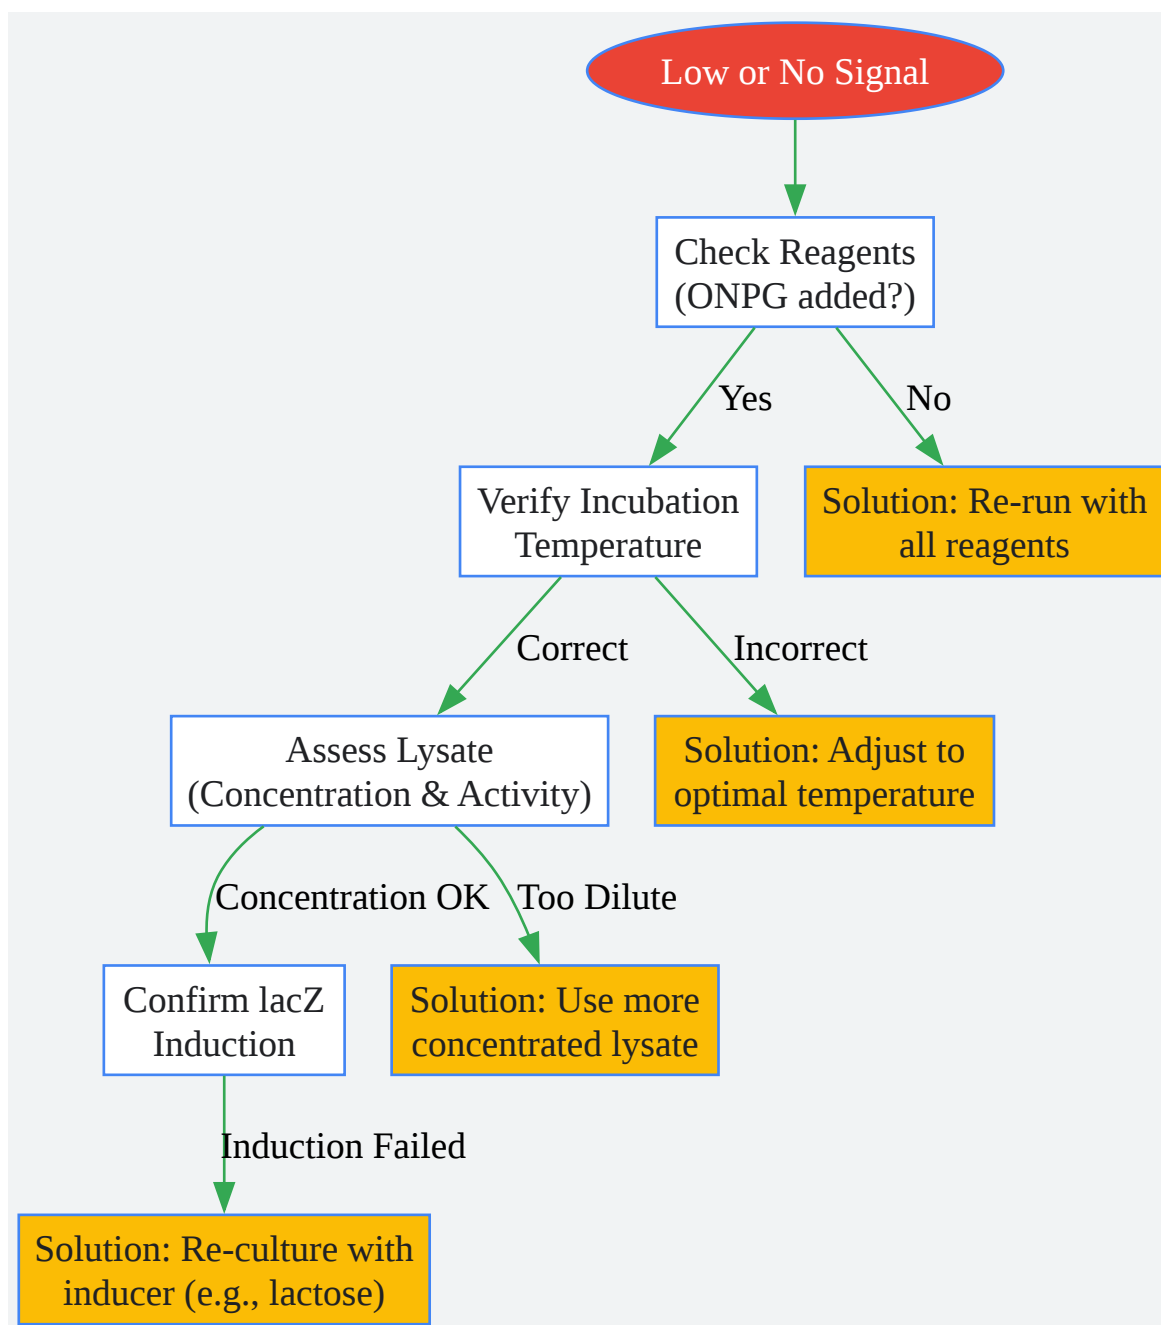 Low or No Signal
Check Reagents
(ONPG added?)
Yes
No
Verify Incubation
Temperature
Solution: Re-run with
all reagents
Correct
Incorrect
Assess Lysate
(Concentration & Activity)
Solution: Adjust to
optimal temperature
Concentration OK
Too Dilute
Confirm lacZ
Induction
Solution: Use more
concentrated lysate
Induction Failed
Solution: Re-culture with
inducer (e.g., lactose)